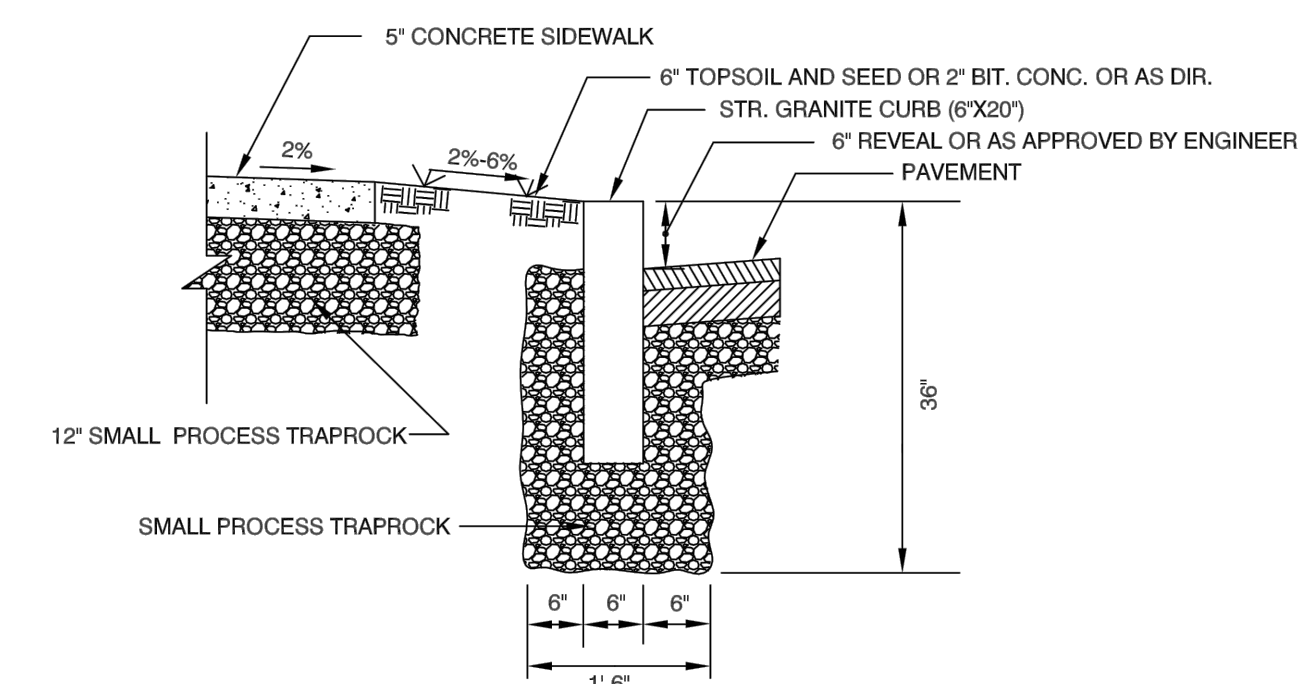 5" CONCRETE SIDEWALK
6" TOPSOIL AND SEED OR 2" BIT. CONC. OR AS DIR.
STR. GRANITE CURB (6"X20")
6" REVEAL OR AS APPROVED BY ENGINEER
PAVEMENT
2%
2%-6%
36"
12" SMALL PROCESS TRAPROCK
SMALL PROCESS TRAPROCK
6" 6" 6"
1' 6"